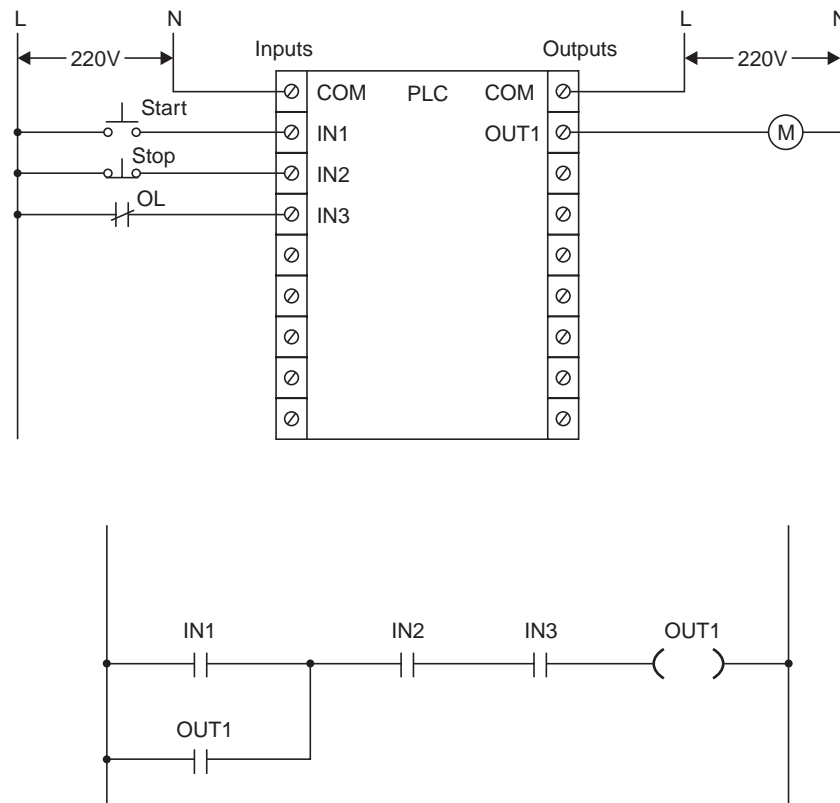 L N L N
Inputs Outputs
220V 220V
COM PLC COM
Start
IN1 OUT1 M
Stop
IN2
OL
IN3
IN1 IN2 IN3 OUT1
OUT1